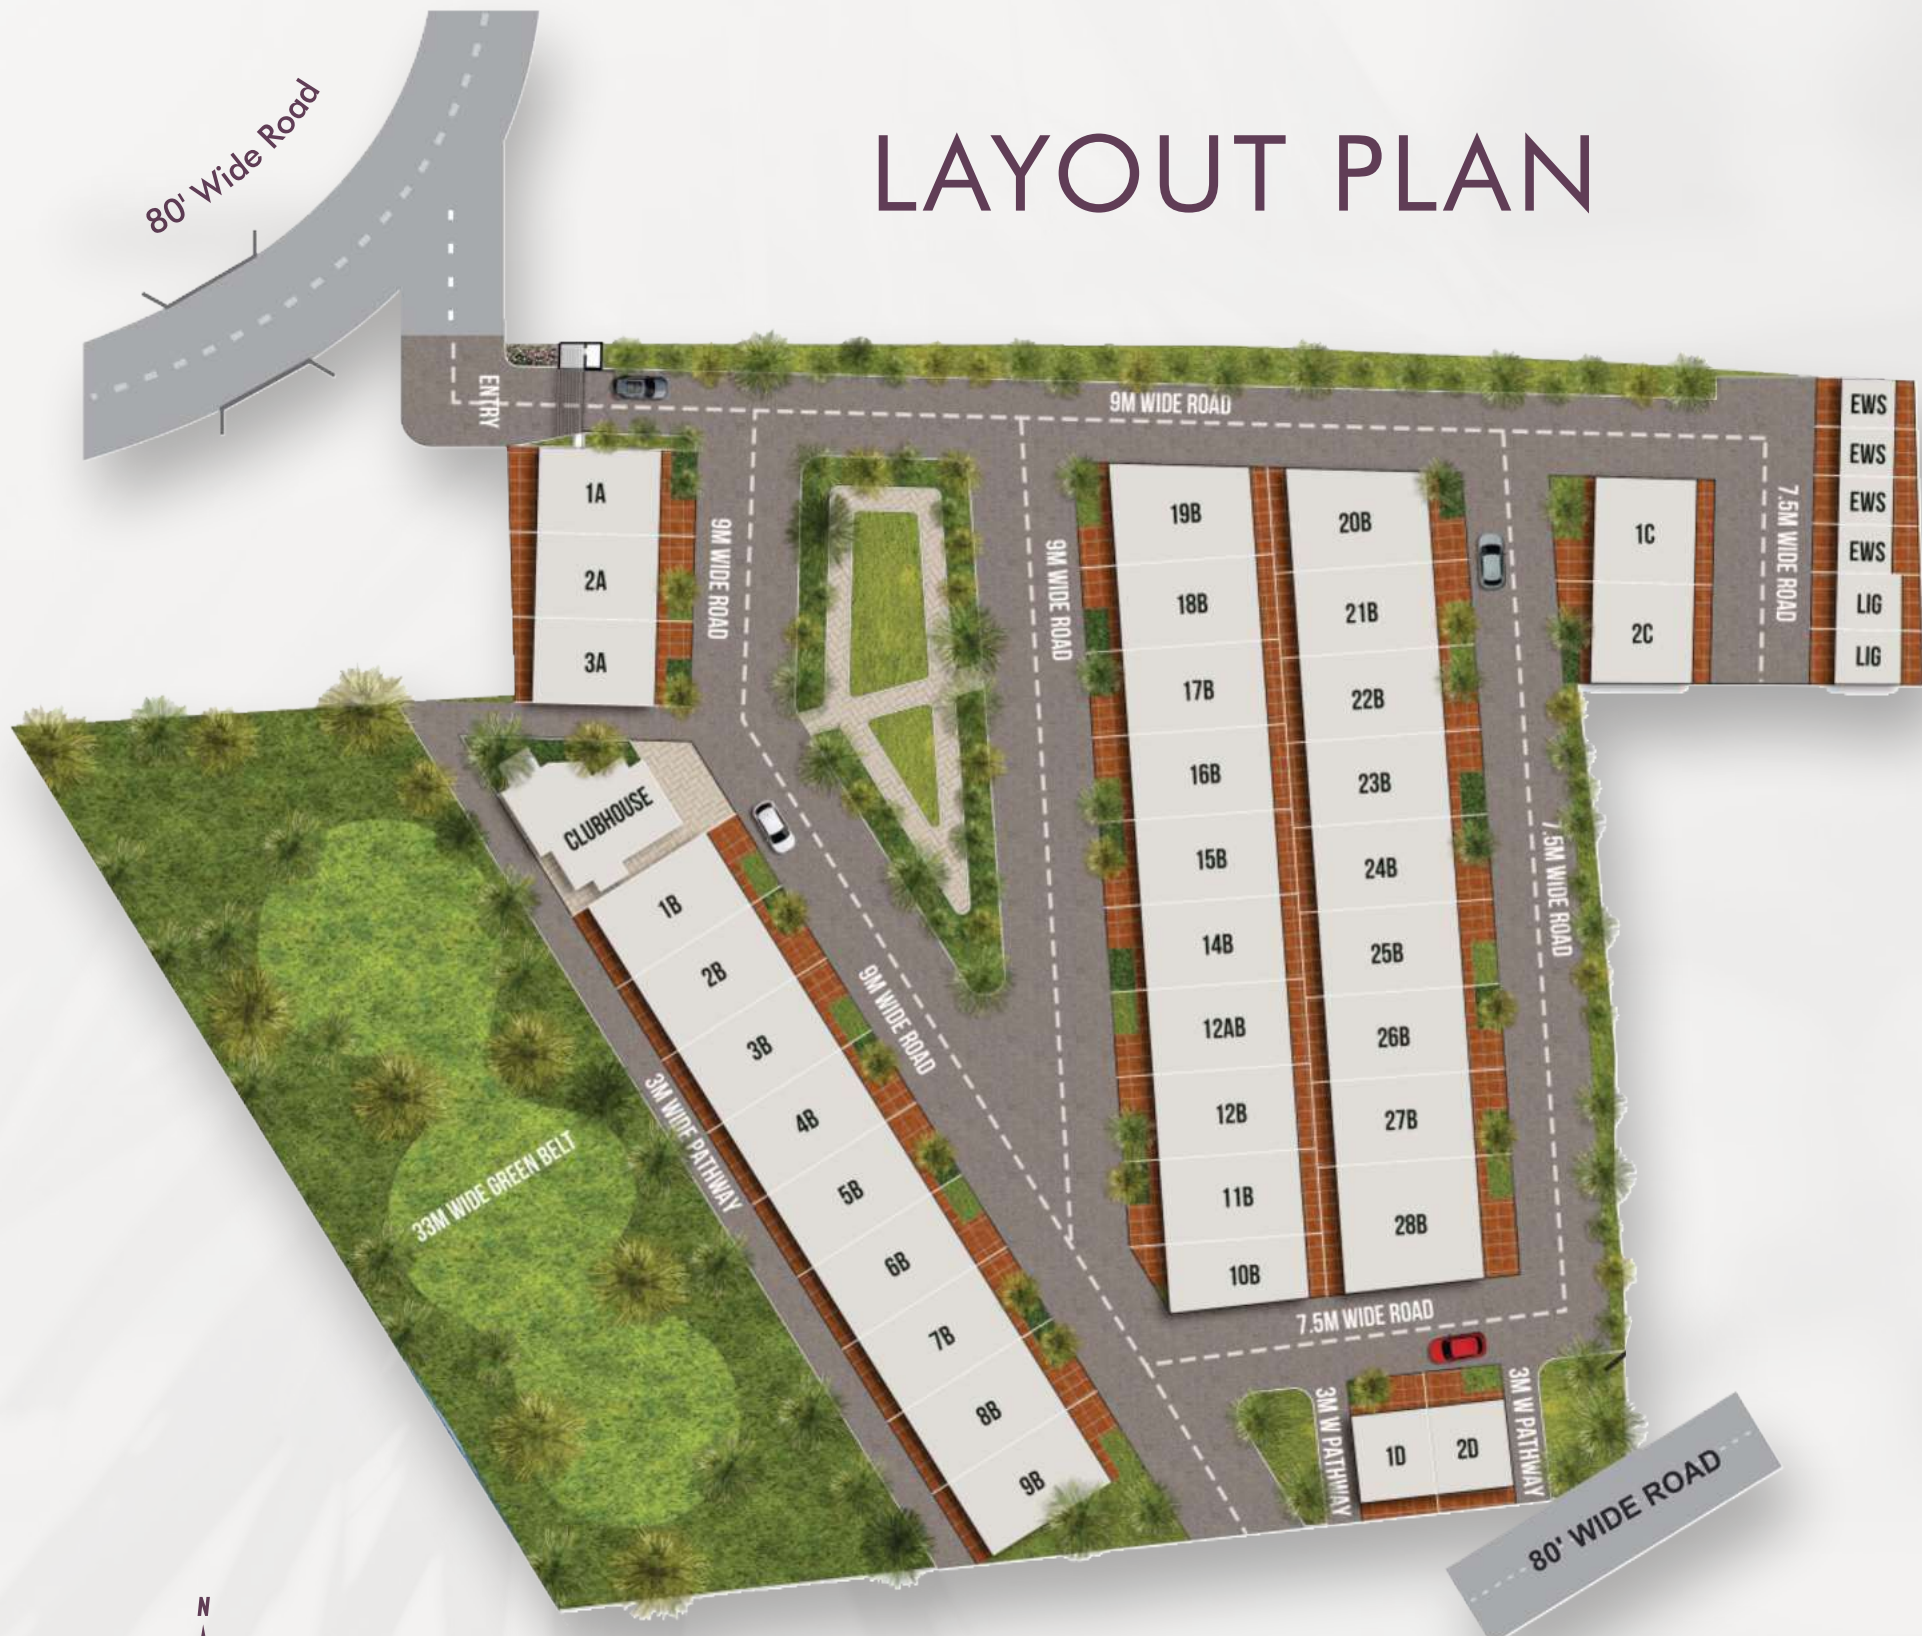 80' Wide Road
LAYOUT PLAN
ENTRY
9M WIDE ROAD
EWS
EWS
EWS
EWS
LIG
LIG
7.5M WIDE ROAD
1A
2A
3A
9M WIDE ROAD
9M WIDE ROAD
19B
18B
17B
16B
15B
14B
12AB
12B
11B
10B
20B
21B
22B
23B
24B
25B
26B
27B
28B
1C
2C
7.5M WIDE ROAD
CLUBHOUSE
1B
2B
3B
4B
5B
6B
7B
8B
9B
9M WIDE ROAD
3M WIDE PATHWAY
33M WIDE GREEN BELT
7.5M WIDE ROAD
3M W PATHWAY
1D
2D
3M W PATHWAY
80' WIDE ROAD
N